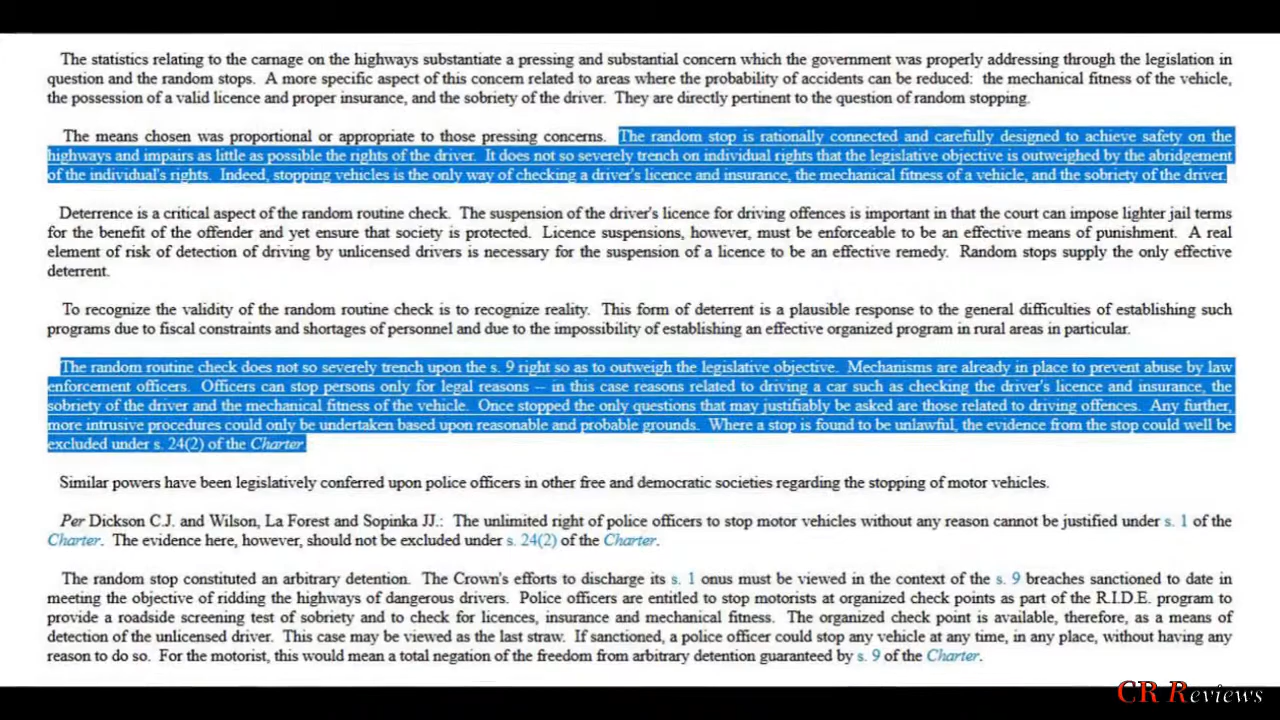 The statistics relating to the carnage on the highways substantiate a pressing and substantial concern which the government was properly addressing through the legislation in
question and the random stops. A more specific aspect of this concern related to areas where the probability of accidents can be reduced: the mechanical fitness of the vehicle,
the possession of a valid licence and proper insurance, and the sobriety of the driver. They are directly pertinent to the question of random stopping.
The means chosen was proportional or appropriate to those pressing concerns. The random stop is rationally connected and carefully designed to achieve safety on the
highways and impairs as little as possible the rights of the driver. It does not so severely trench on individual rights that the legislative objective is outweighed by the abridgement
of the individual's rights. Indeed, stopping vehicles is the only way of checking a driver's licence and insurance, the mechanical fitness of a vehicle, and the sobriety of the driver.
Deterrence is a critical aspect of the random routine check. The suspension of the driver's licence for driving offences is important in that the court can impose lighter jail terms
for the benefit of the offender and yet ensure that society is protected. Licence suspensions, however, must be enforceable to be an effective means of punishment. A real
element of risk of detection of driving by unlicensed drivers is necessary for the suspension of a licence to be an effective remedy. Random stops supply the only effective
deterrent.
To recognize the validity of the random routine check is to recognize reality. This form of deterrent is a plausible response to the general difficulties of establishing such
programs due to fiscal constraints and shortages of personnel and due to the impossibility of establishing an effective organized program in rural areas in particular.
The random routine check does not so severely trench upon the s. 9 right so as to outweigh the legislative objective. Mechanisms are already in place to prevent abuse by law
enforcement officers. Officers can stop persons only for legal reasons -- in this case reasons related to driving a car such as checking the driver's licence and insurance, the
sobriety of the driver and the mechanical fitness of the vehicle. Once stopped the only questions that may justifiably be asked are those related to driving offences. Any further,
more intrusive procedures could only be undertaken based upon reasonable and probable grounds. Where a stop is found to be unlawful, the evidence from the stop could well be
excluded under s. 24(2) of the Charter.
Similar powers have been legislatively conferred upon police officers in other free and democratic societies regarding the stopping of motor vehicles.
Per Dickson C.J. and Wilson, La Forest and Sopinka JJ.: The unlimited right of police officers to stop motor vehicles without any reason cannot be justified under s. 1 of the
Charter. The evidence here, however, should not be excluded under s. 24(2) of the Charter.
The random stop constituted an arbitrary detention. The Crown's efforts to discharge its s. 1 onus must be viewed in the context of the s. 9 breaches sanctioned to date in
meeting the objective of ridding the highways of dangerous drivers. Police officers are entitled to stop motorists at organized check points as part of the R.I.D.E. program to
provide a roadside screening test of sobriety and to check for licences, insurance and mechanical fitness. The organized check point is available, therefore, as a means of
detection of the unlicensed driver. This case may be viewed as the last straw. If sanctioned, a police officer could stop any vehicle at any time, in any place, without having any
reason to do so. For the motorist, this would mean a total negation of the freedom from arbitrary detention guaranteed by s. 9 of the Charter.
CR Reviews